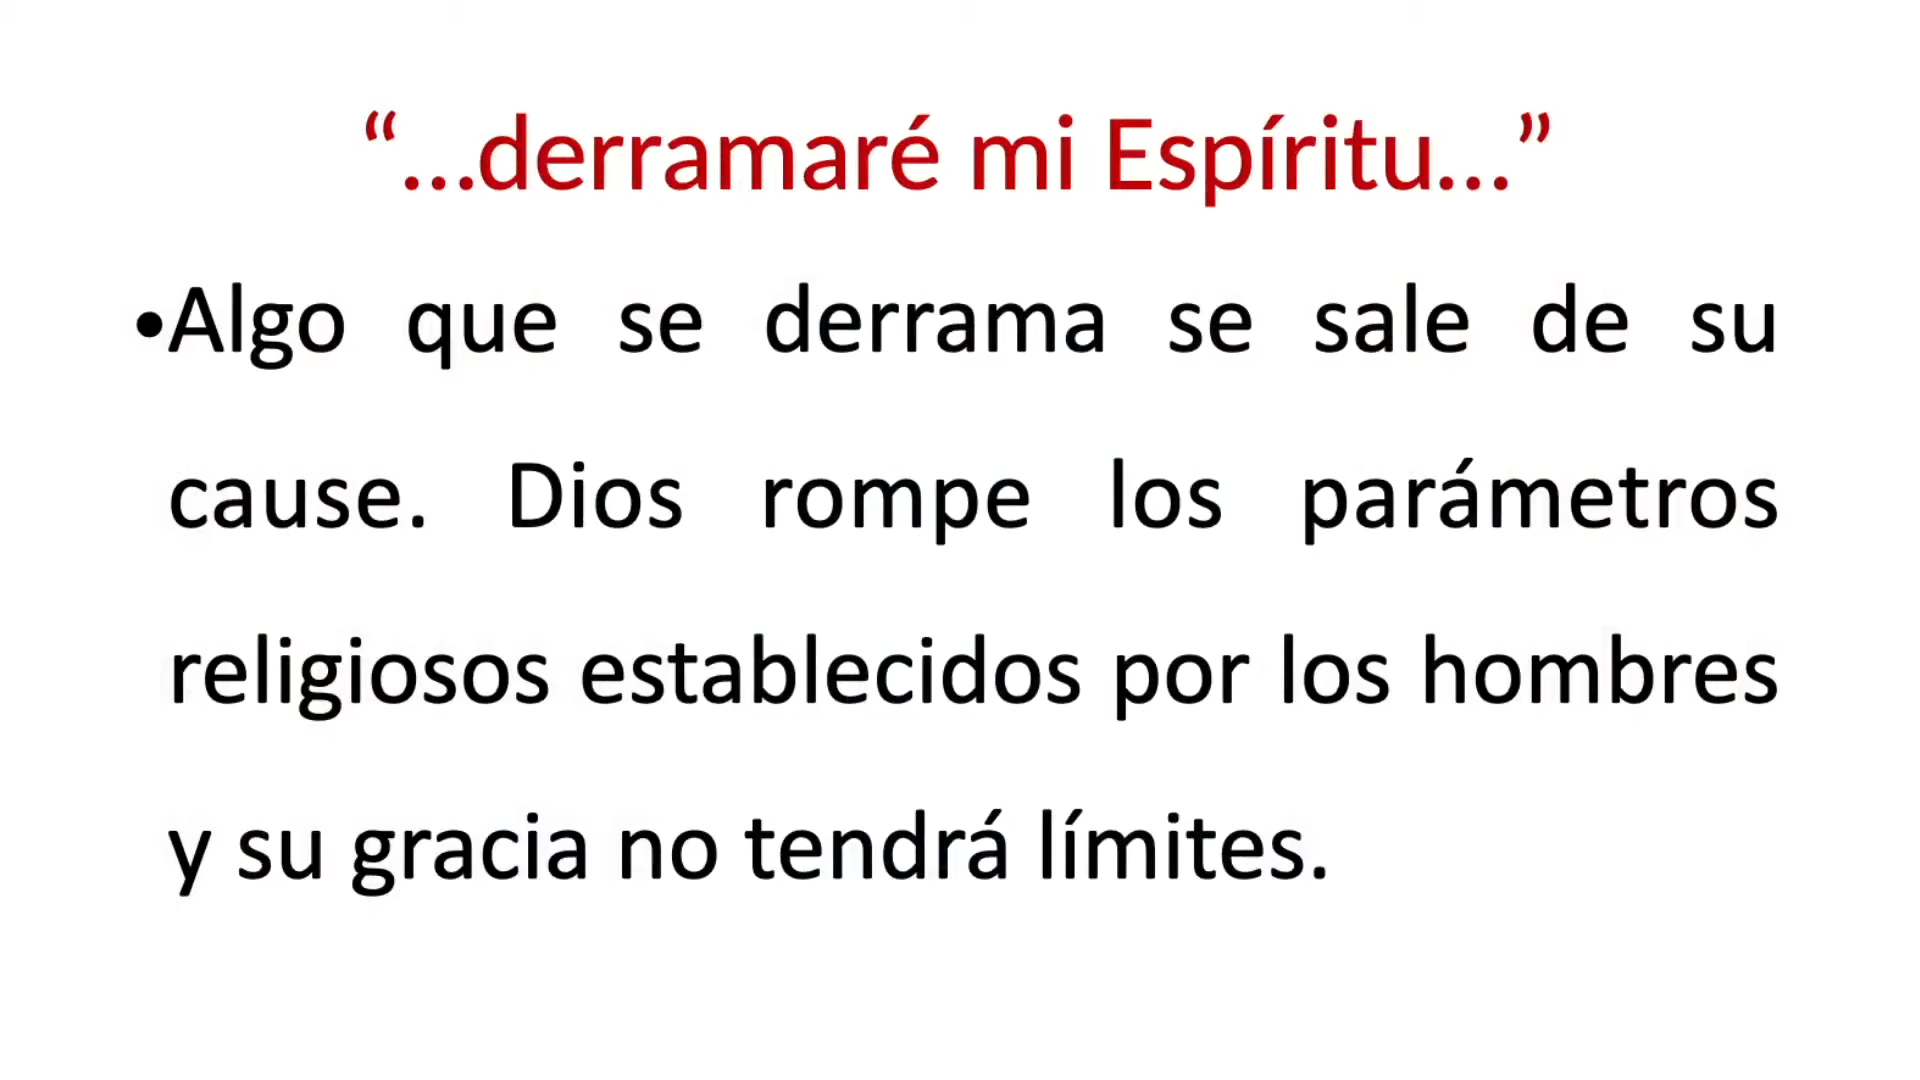 “…derramaré mi Espíritu…”
•Algo que se derrama se sale de su
cause. Dios rompe los parámetros
religiosos establecidos por los hombres
y su gracia no tendrá límites.